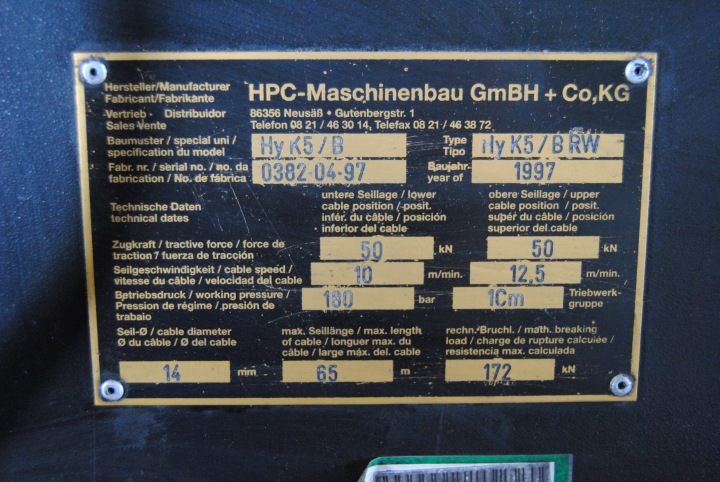 Hersteller/Manufacturer
Fabricant/Fabrikante
HPC-Maschinenbau GmBH + Co,KG
Vertrieb · Distribuidor
Sales Vente
86356 Neusäß • Gutenbergstr. 1
Telefon 08 21 / 46 30 14, Telefax 08 21 / 46 38 72
Baumuster / special uni / Hy K5 / B Type Hy K5 / B RW
specification du model Tipo
Fabr. nr. / serial no. / no. da 0382-04-97 Baujahr 1997
fabrication / No. de fábrica year of
Technische Daten
technical dates
untere Seillage / lower
cable position / posit.
infér. du câble / posición
inferior del cable
obere Seillage / upper
cable position / posit.
supér du câble / posición
superior del cable
Zugkraft / tractive force / force de 50 kN 50 kN
traction / fuerza de tracción
Seilgeschwindigkeit / cable speed / 10 m/min. 12,5 m/min.
vitesse du câble / velocidad del cable
Betriebsdruck / working pressure / 180 bar 1Cm Triebwerk-
Pression de régime / presión de gruppe
trabaio
Seil-Ø / cable diameter
Ø du câble / Ø del cable
14 mm
max. Seillänge / max. length
of cable / longuer max. du
câble / large máx. del. cable
65 m
rechn. Bruchl. / math. breaking
load / charge de rupture calculée /
resistencia max. calculada
172 kN